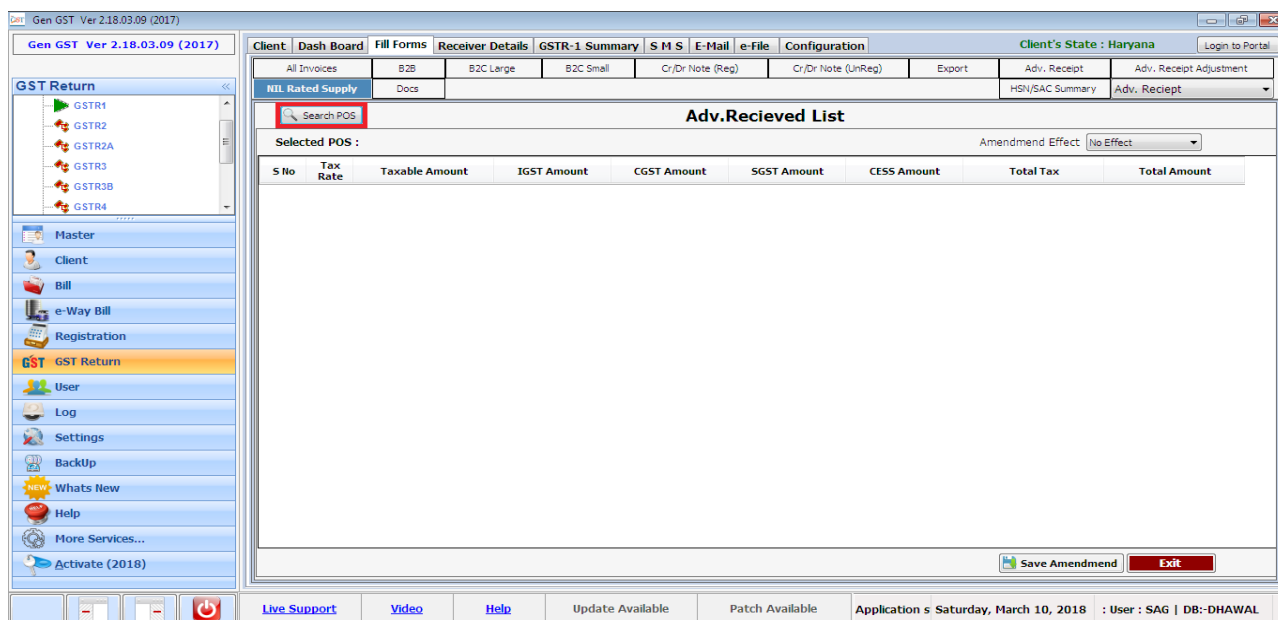 GST Gen GST Ver 2.18.03.09 (2017)
Gen GST Ver 2.18.03.09 (2017)
Client Dash Board Fill Forms Receiver Details GSTR-1 Summary S M S E-Mail e-File Configuration Client's State : Haryana Login to Portal
All Invoices B2B B2C Large B2C Small Cr/Dr Note (Reg) Cr/Dr Note (UnReg) Export Adv. Receipt Adv. Receipt Adjustment
NIL Rated Supply Docs HSN/SAC Summary Adv. Reciept
GST Return
GSTR1
GSTR2
GSTR2A
GSTR3
GSTR3B
GSTR4
Master
Client
Bill
e-Way Bill
Registration
GST GST Return
User
Log
Settings
BackUp
NEW Whats New
Help
More Services...
Activate (2018)
Search POS Adv.Recieved List
Selected POS : Amendmend Effect No Effect
S No Tax Rate Taxable Amount IGST Amount CGST Amount SGST Amount CESS Amount Total Tax Total Amount
Save Amendmend Exit
Live Support Video Help Update Available Patch Available Application s Saturday, March 10, 2018 : User : SAG | DB:-DHAWAL